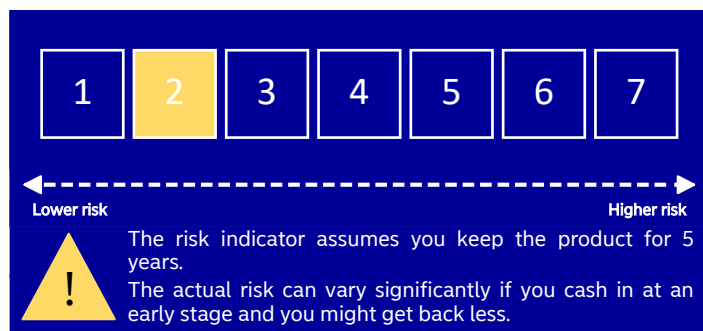 1 2 3 4 5 6 7
Lower risk Higher risk
The risk indicator assumes you keep the product for 5
years.
The actual risk can vary significantly if you cash in at an
early stage and you might get back less.
!